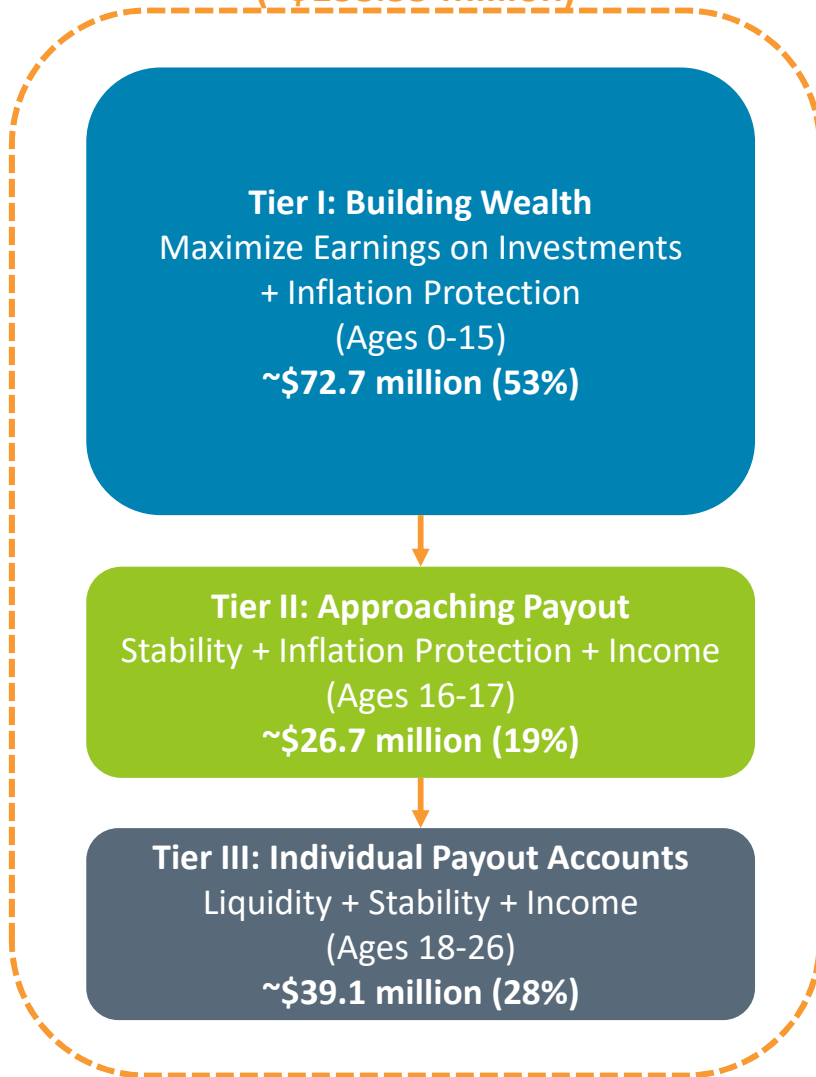 Tier I: Building Wealth
Maximize Earnings on Investments
+ Inflation Protection
(Ages 0-15)
~$72.7 million (53%)
Tier II: Approaching Payout
Stability + Inflation Protection + Income
(Ages 16-17)
~$26.7 million (19%)
Tier III: Individual Payout Accounts
Liquidity + Stability + Income
(Ages 18-26)
~$39.1 million (28%)